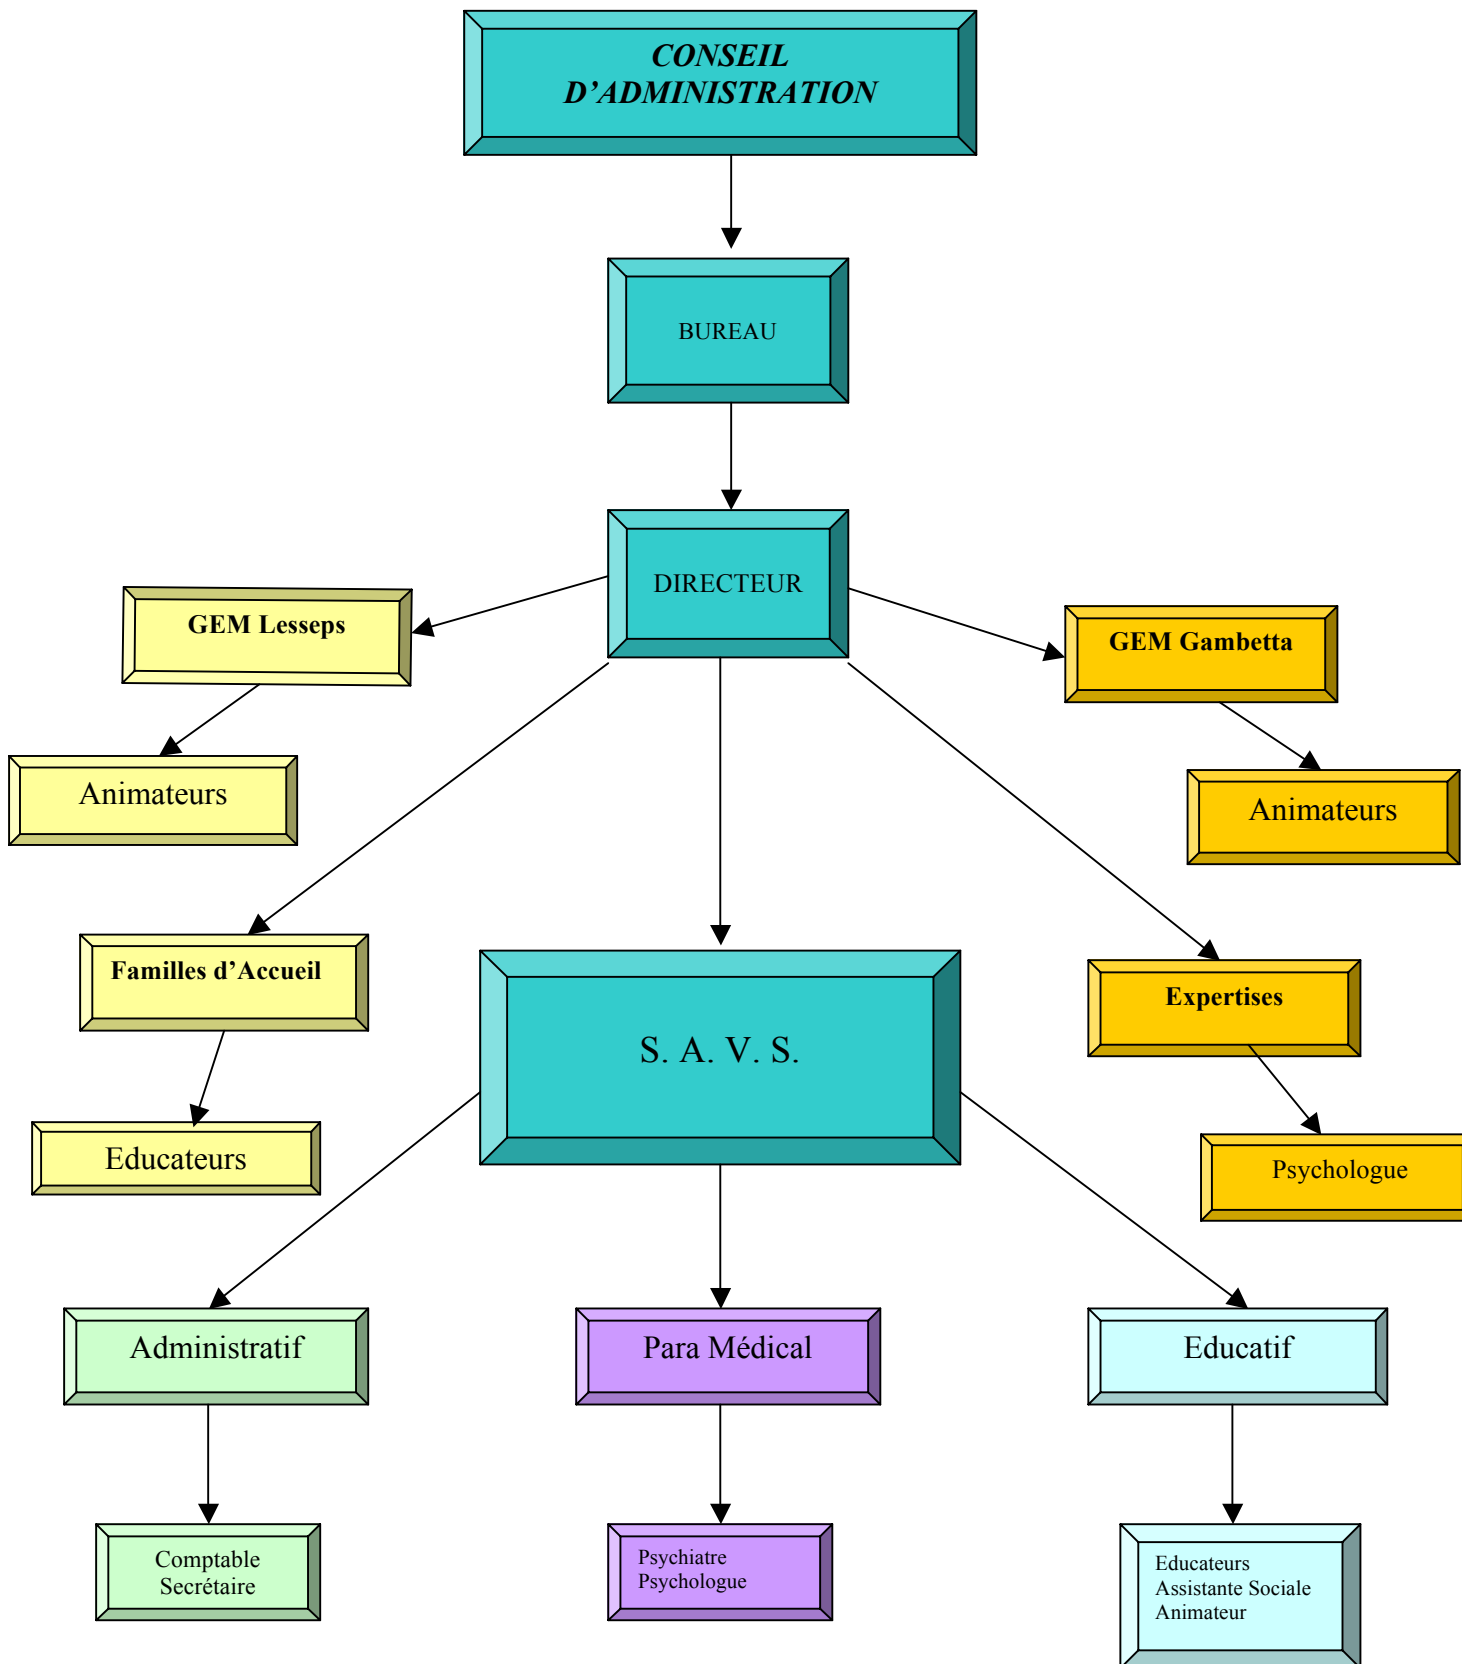 CONSEIL
D’ADMINISTRATION
BUREAU
DIRECTEUR
GEM Lesseps
GEM Gambetta
Animateurs
Animateurs
Familles d’Accueil
S. A. V. S.
Expertises
Educateurs
Psychologue
Administratif
Para Médical
Educatif
Comptable
Secrétaire
Psychiatre
Psychologue
Educateurs
Assistante Sociale
Animateur